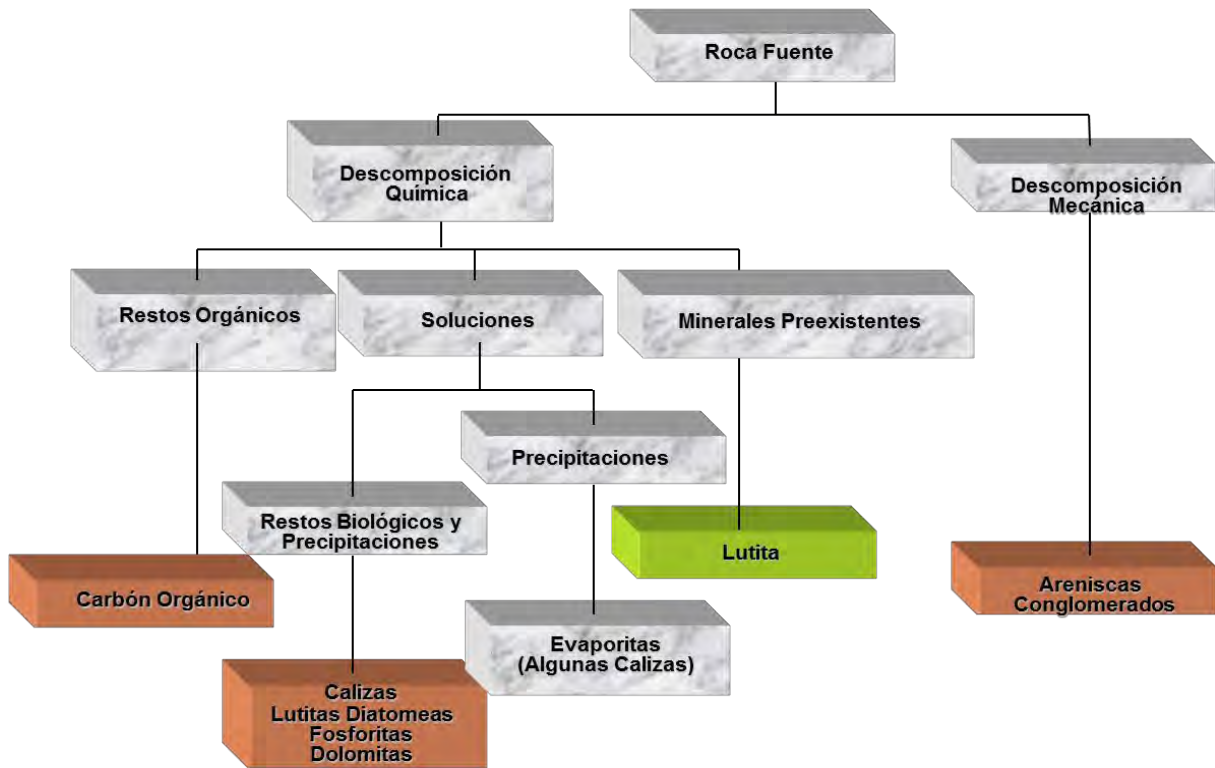 Roca Fuente
Descomposición
Química
Descomposición
Mecánica
Restos Orgánicos
Soluciones
Minerales Preexistentes
Precipitaciones
Restos Biológicos y
Precipitaciones
Lutita
Carbón Orgánico
Areniscas
Conglomerados
Evaporitas
(Algunas Calizas)
Calizas
Lutitas Diatomeas
Fosforitas
Dolomitas